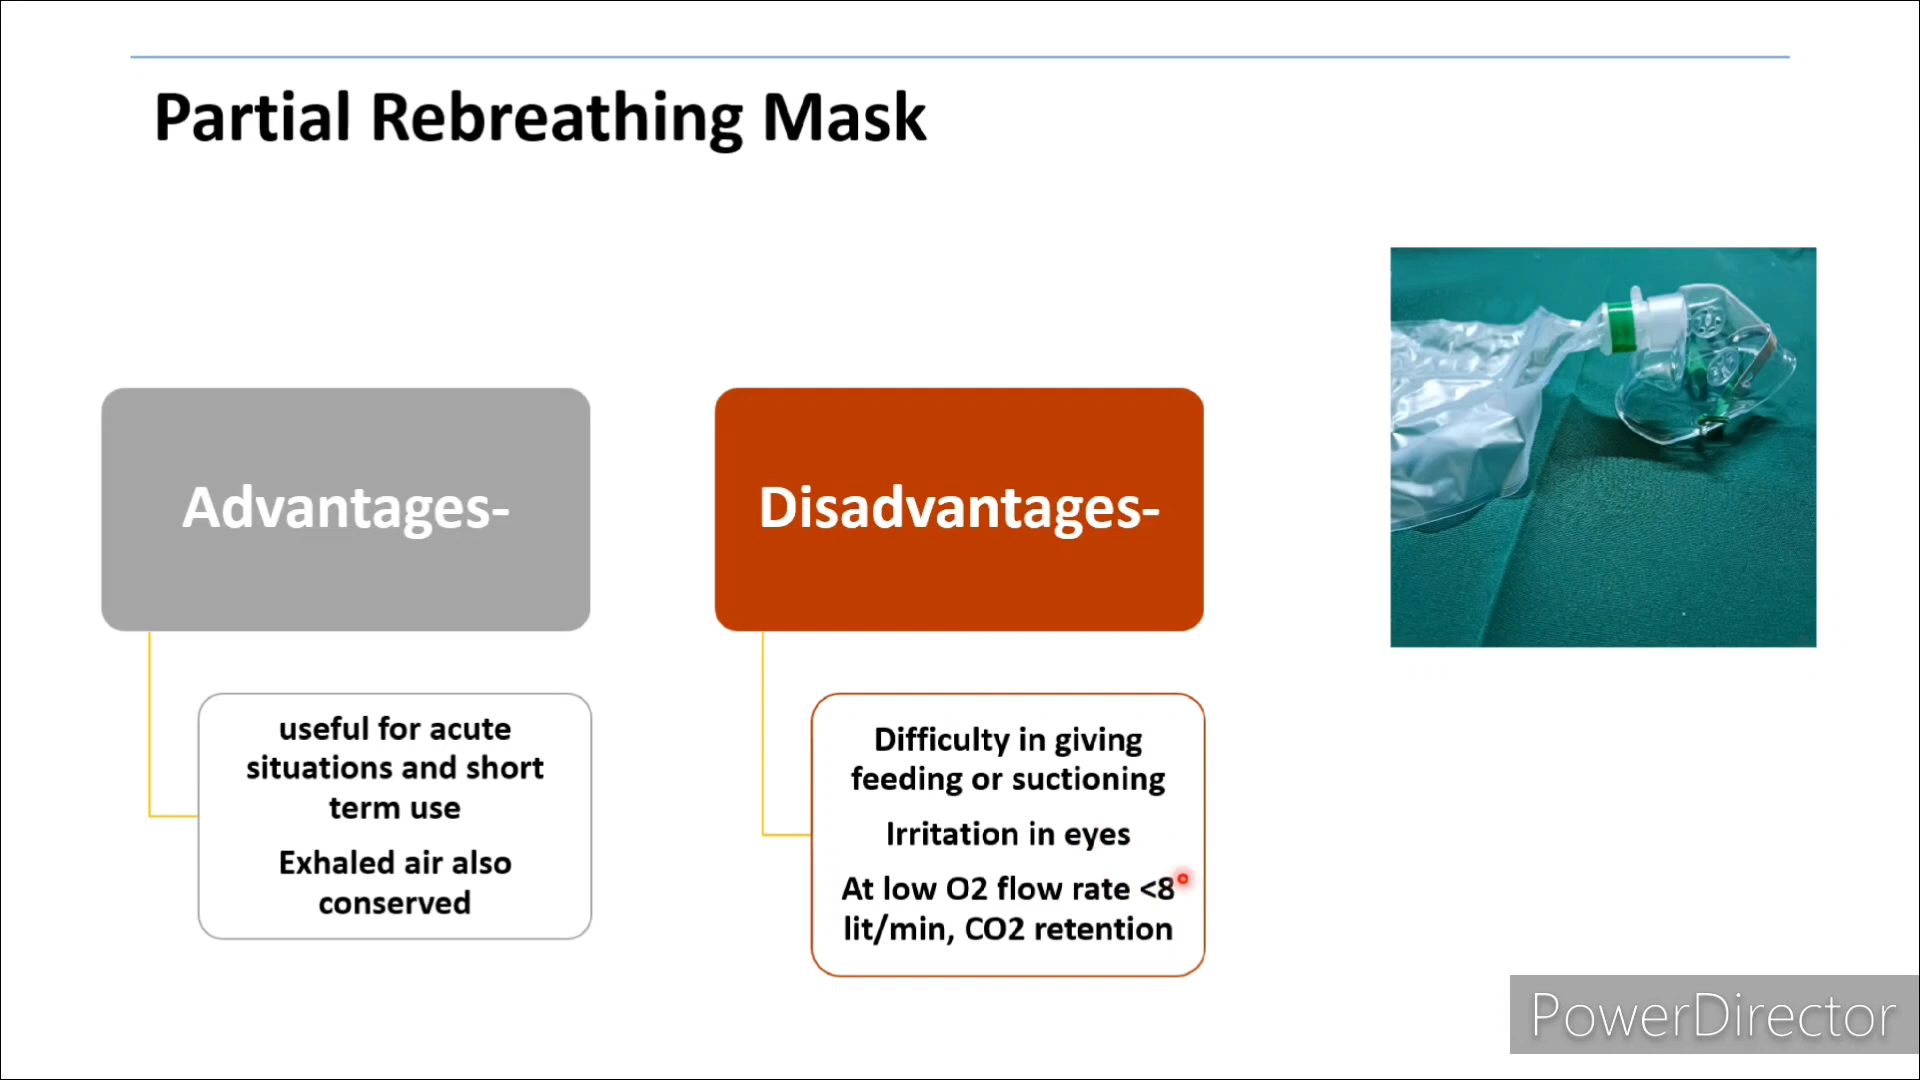 Partial Rebreathing Mask
Advantages-
useful for acute
situations and short
term use
Exhaled air also
conserved
Disadvantages-
Difficulty in giving
feeding or suctioning
Irritation in eyes
At low O2 flow rate <8
lit/min, CO2 retention
PowerDirector